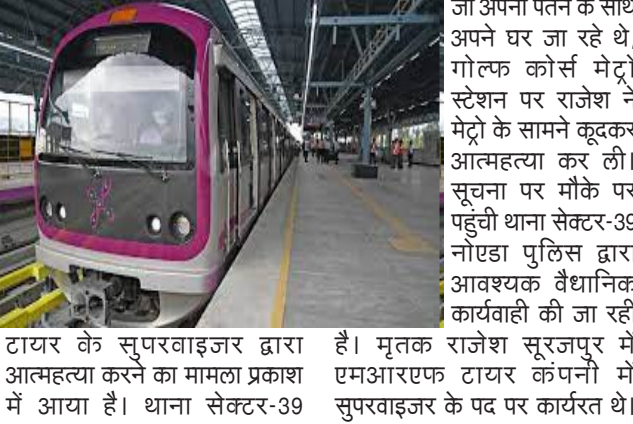 टायर के सुपरवाइजर द्वारा
आत्महत्या करने का मामला प्रकाश
में आया है। थाना सेक्टर-39
जा अपनी पत्न के साथ
अपने घर जा रहे थे,
गोल्फ कोर्स मेट्रो
स्टेशन पर राजेश ने
मेट्रो के सामने कूदकर
आत्महत्या कर ली।
सूचना पर मौके पर
पहुंची थाना सेक्टर-39
नोएडा पुलिस द्वारा
आवश्यक वैधानिक
कार्यवाही की जा रही
है। मृतक राजेश सूरजपुर में
एमआरएफ टायर कंपनी में
सुपरवाइजर के पद पर कार्यरत थे।